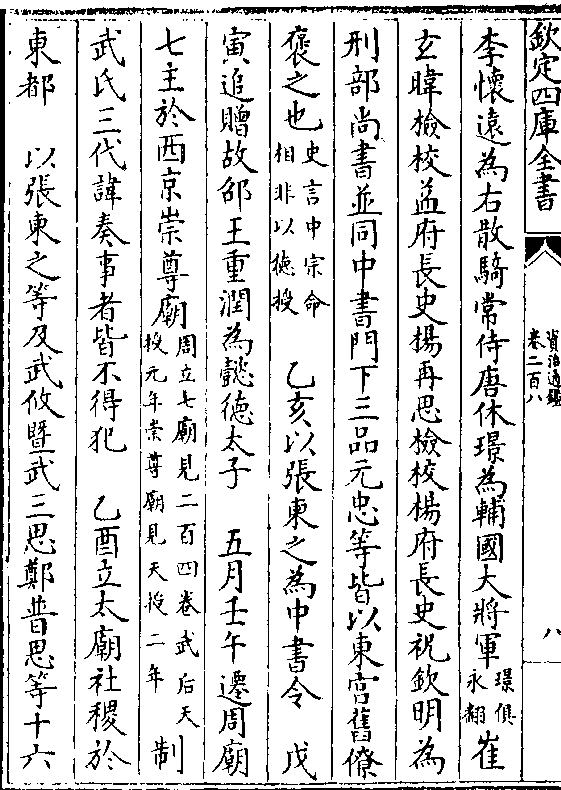 欽定四庫全書
資治通鑑
卷二百八
八
李懷遠為右散騎常侍唐休璟為輔國大將軍璟俱永翻崔
玄暐檢校益府長史楊再思檢校楊府長史祝欽明為
刑部尚書並同中書門下三品元忠等皆以東宫舊僚
褒之也史言中宗命相非以徳授 乙亥以張柬之為中書令 戊
寅追贈故邵王重潤為懿德太子 五月壬午遷周廟
七主於西京崇尊廟周立七廟見二百四卷武后天授元年崇尊廟見天授二年 制
武氏三代諱奏事者皆不得犯 乙酉立太廟社稷於
東都 以張柬之等及武攸暨武三思鄭普思等十六